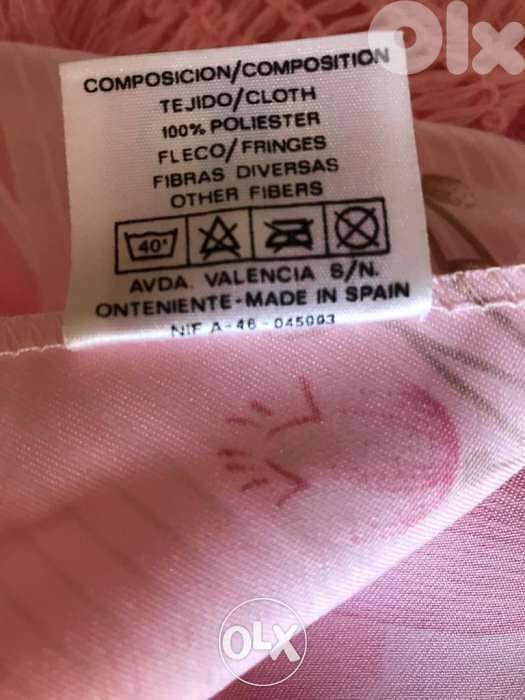 OLX
COMPOSICION/COMPOSITION
TEJIDO/CLOTH
100% POLIESTER
FLECO/FRINGES
FIBRAS DIVERSAS
OTHER FIBERS
40°
AVDA. VALENCIA S/N.
ONTENIENTE-MADE IN SPAIN
NIF A-46-045993
OLX